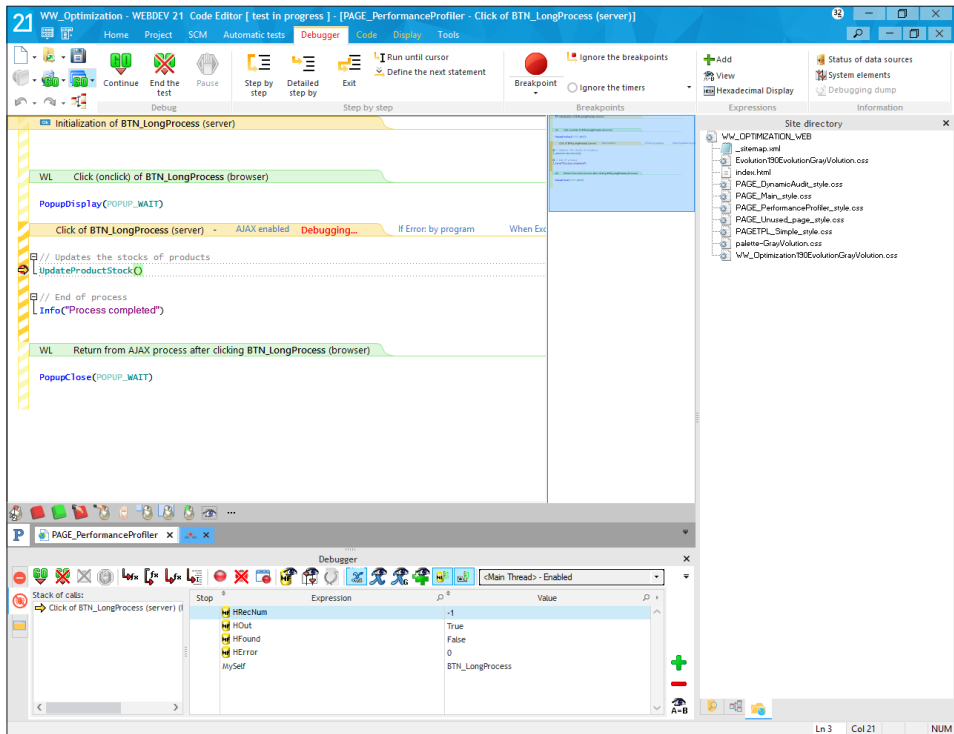 21 WW_Optimization - WEBDEV 21 Code Editor [ test in progress ] - [PAGE_PerformanceProfiler - Click of BTN_LongProcess (server)]
32
Home Project SCM Automatic tests Debugger Code Display Tools
GO
GO
GO
Continue
End the test
Pause
Debug
Step by step
Detailed step by
Exit
Run until cursor
Define the next statement
Step by step
Breakpoint
Ignore the breakpoints
Ignore the timers
Breakpoints
Add
View
Hexadecimal Display
Expressions
Status of data sources
System elements
Debugging dump
Information
Initialization of BTN_LongProcess (server)
WL Click (onclick) of BTN_LongProcess (browser)
PopupDisplay(POPUP_WAIT)
Click of BTN_LongProcess (server) - AJAX enabled Debugging... If Error: by program When Exc
// Updates the stocks of products
UpdateProductStock()
// End of process
Info("Process completed")
WL Return from AJAX process after clicking BTN_LongProcess (browser)
PopupClose(POPUP_WAIT)
Site directory
WW_OPTIMIZATION_WEB
_sitemap.xml
Evolution190EvolutionGrayVolution.css
index.html
PAGE_DynamicAudit_style.css
PAGE_Main_style.css
PAGE_PerformanceProfiler_style.css
PAGE_Unused_page_style.css
PAGETPL_Simple_style.css
palette-GrayVolution.css
WW_Optimization190EvolutionGrayVolution.css
...
P PAGE_PerformanceProfiler
Debugger
GO
<Main Thread> - Enabled
Stack of calls:
Click of BTN_LongProcess (server) (l
Stop Expression Value
HRecNum -1
HOut True
HFound False
HError 0
MySelf BTN_LongProcess
A=B
Ln 3 Col 21 NUM